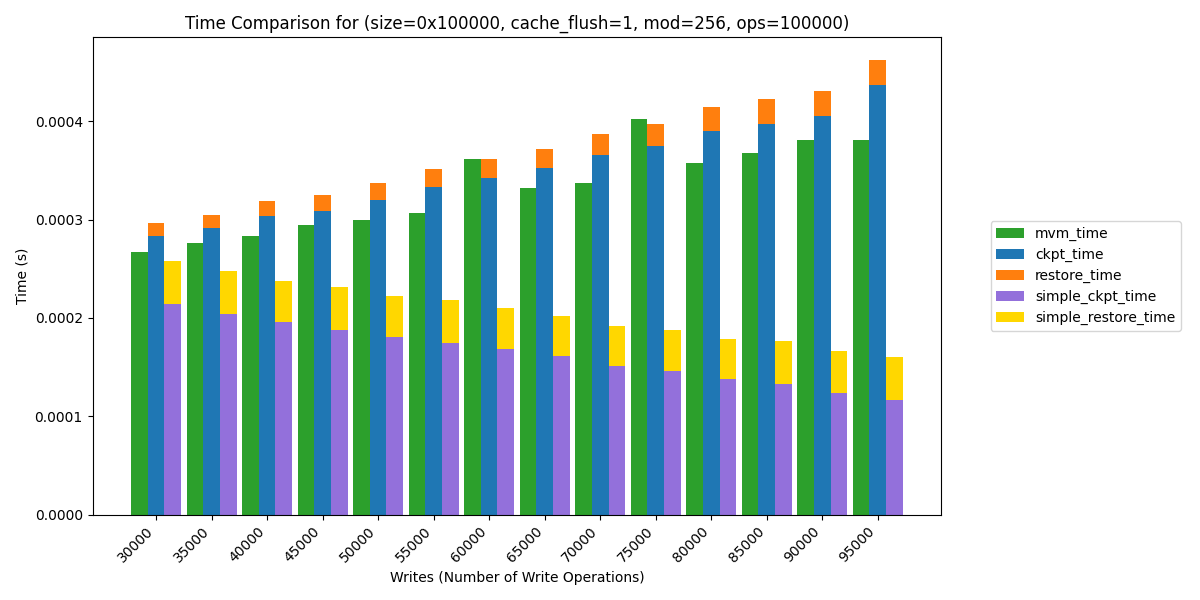 Time Comparison for (size=0x100000, cache_flush=1, mod=256, ops=100000)
Time (s)
0.0004
0.0003
0.0002
0.0001
0.0000
30000
35000
40000
45000
50000
55000
60000
65000
70000
75000
80000
85000
90000
95000
Writes (Number of Write Operations)
mvm_time
ckpt_time
restore_time
simple_ckpt_time
simple_restore_time